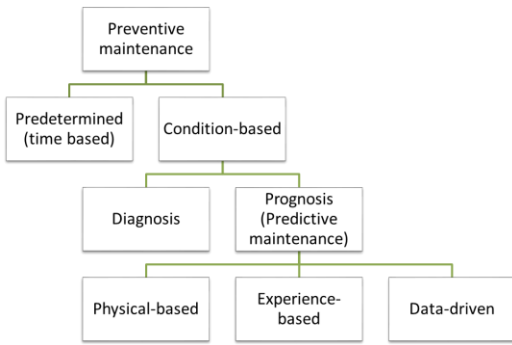 Preventive
maintenance
Predetermined
(time based)
Condition-based
Diagnosis
Prognosis
(Predictive
maintenance)
Physical-based
Experience-
based
Data-driven